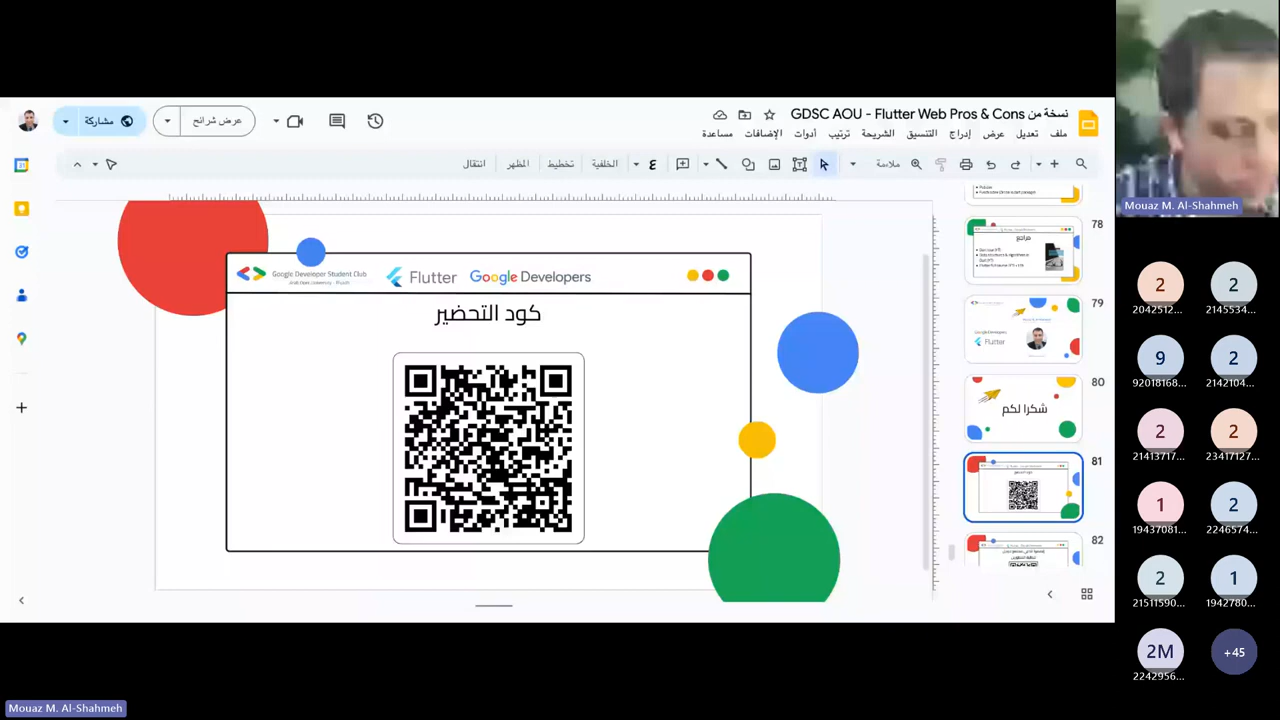 نسخة من GDSC AOU - Flutter Web Pros & Cons
ملف تعديل عرض إدراج التنسيق الشريحة ترتيب أدوات الإضافات مساعدة
عرض شرائح
مشاركة
ملاءمة
الخلفية
تخطيط
المظهر
انتقال
Google Developer Student Club
Flutter
Google Developers
كود التحضير
78
مراجع
79
Flutter
80
شكرا لكم
81
82
Mouaz M. Al-Shahmeh
2
2042512...
2
2145534...
9
92018168...
2
2142104...
2
21413717...
2
23417127...
1
19437081...
2
2246574...
2
21511590...
1
1942780...
2M
2242956...
+45
Mouaz M. Al-Shahmeh